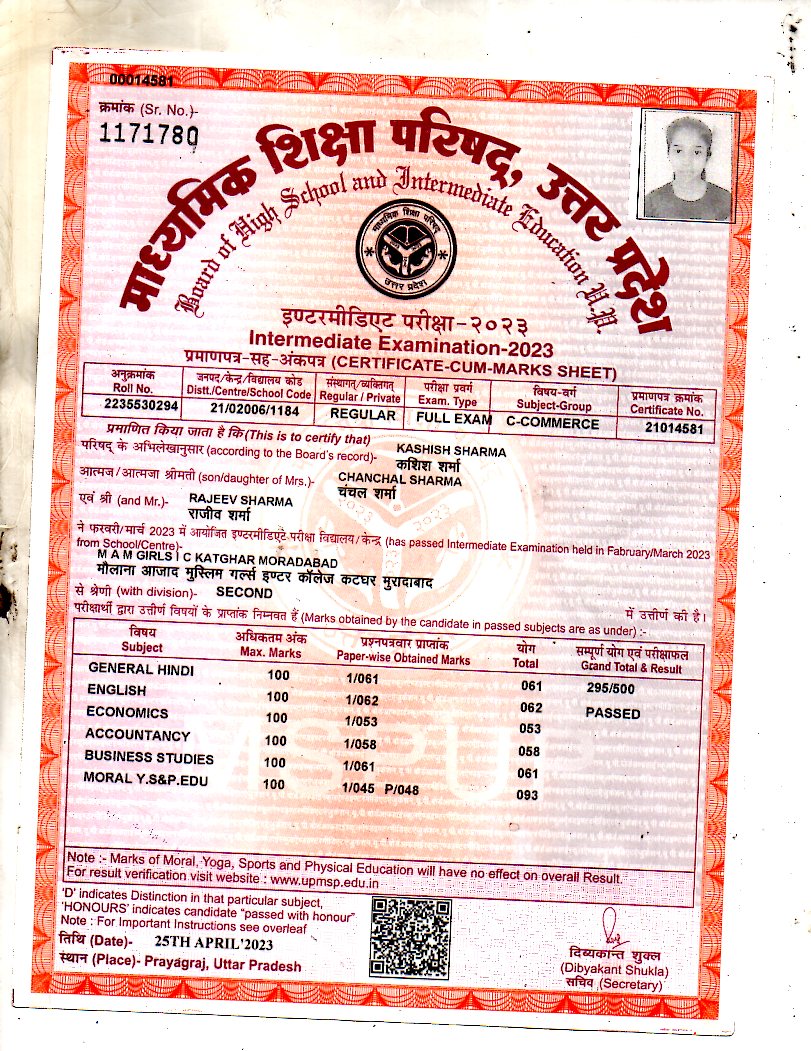 00014581
क्रमांक (Sr. No.)-
1171780
माध्यमिक शिक्षा परिषद्, उत्तर प्रदेश
Board of High School and Intermediate Education U.P.
माध्यमिक शिक्षा परिषद्
उत्तर प्रदेश
इण्टरमीडिएट परीक्षा-२०२३
Intermediate Examination-2023
प्रमाणपत्र-सह-अंकपत्र (CERTIFICATE-CUM-MARKS SHEET)
अनुक्रमांक जनपद/केन्द्र/विद्यालय कोड संस्थागत/व्यक्तिगत परीक्षा प्रवर्ग विषय-वर्ग प्रमाणपत्र क्रमांक
Roll No. Distt./Centre/School Code Regular / Private Exam. Type Subject-Group Certificate No.
2235530294 21/02006/1184 REGULAR FULL EXAM C-COMMERCE 21014581
प्रमाणित किया जाता है कि (This is to certify that)
परिषद् के अभिलेखानुसार (according to the Board's record)- KASHISH SHARMA
कशिश शर्मा
आत्मज/आत्मजा श्रीमती (son/daughter of Mrs.)- CHANCHAL SHARMA
चंचल शर्मा
एवं श्री (and Mr.)- RAJEEV SHARMA
राजीव शर्मा
ने फरवरी/मार्च 2023 में आयोजित इण्टरमीडिएट परीक्षा विद्यालय/केन्द्र (has passed Intermediate Examination held in Fabruary/March 2023
from School/Centre)-
M A M GIRLS I C KATGHAR MORADABAD
मौलाना आजाद मुस्लिम गर्ल्स इण्टर कॉलेज कटघर मुरादाबाद
से श्रेणी (with division)- SECOND में उत्तीर्ण की है।
परीक्षार्थी द्वारा उत्तीर्ण विषयों के प्राप्तांक निम्नवत हैं (Marks obtained by the candidate in passed subjects are as under) :-
विषय अधिकतम अंक प्रश्नपत्रवार प्राप्तांक योग सम्पूर्ण योग एवं परीक्षाफल
Subject Max. Marks Paper-wise Obtained Marks Total Grand Total & Result
GENERAL HINDI 100 1/061 061 295/500
ENGLISH 100 1/062 062 PASSED
ECONOMICS 100 1/053 053
ACCOUNTANCY 100 1/058 058
BUSINESS STUDIES 100 1/061 061
MORAL Y.S&P.EDU 100 1/045 P/048 093
Note :- Marks of Moral, Yoga, Sports and Physical Education will have no effect on overall Result.
For result verification visit website : www.upmsp.edu.in
'D' indicates Distinction in that particular subject,
'HONOURS' indicates candidate "passed with honour"
Note : For Important Instructions see overleaf
तिथि (Date)- 25TH APRIL'2023
स्थान (Place)- Prayagraj, Uttar Pradesh
दिव्यकान्त शुक्ल
(Dibyakant Shukla)
सचिव (Secretary)